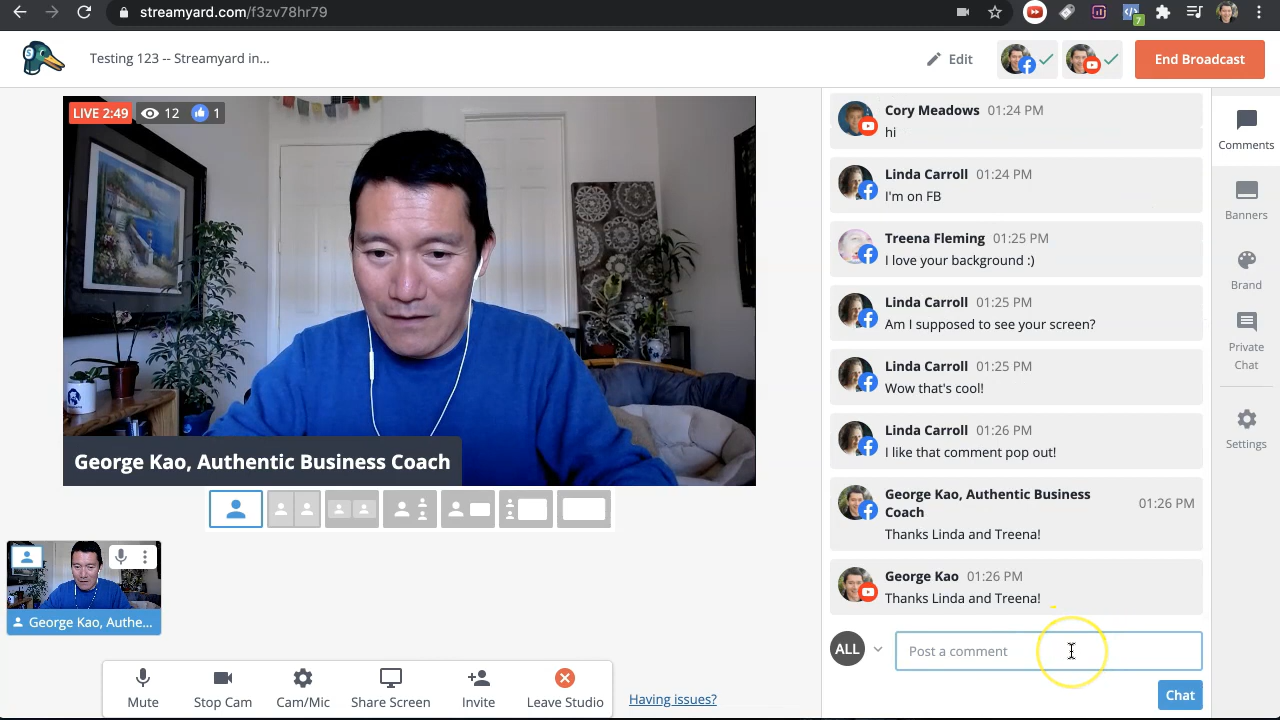 streamyard.com/f3zv78hr79
7
Testing 123 -- Streamyard in...
Edit
End Broadcast
LIVE 2:49
12
1
George Kao, Authentic Business Coach
George Kao, Authe...
Mute
Stop Cam
Cam/Mic
Share Screen
Invite
Leave Studio
Having issues?
Cory Meadows 01:24 PM
hi
Linda Carroll 01:24 PM
I'm on FB
Treena Fleming 01:25 PM
I love your background :)
Linda Carroll 01:25 PM
Am I supposed to see your screen?
Linda Carroll 01:25 PM
Wow that's cool!
Linda Carroll 01:26 PM
I like that comment pop out!
George Kao, Authentic Business
Coach 01:26 PM
Thanks Linda and Treena!
George Kao 01:26 PM
Thanks Linda and Treena!
ALL
Post a comment
Chat
Comments
Banners
Brand
Private
Chat
Settings